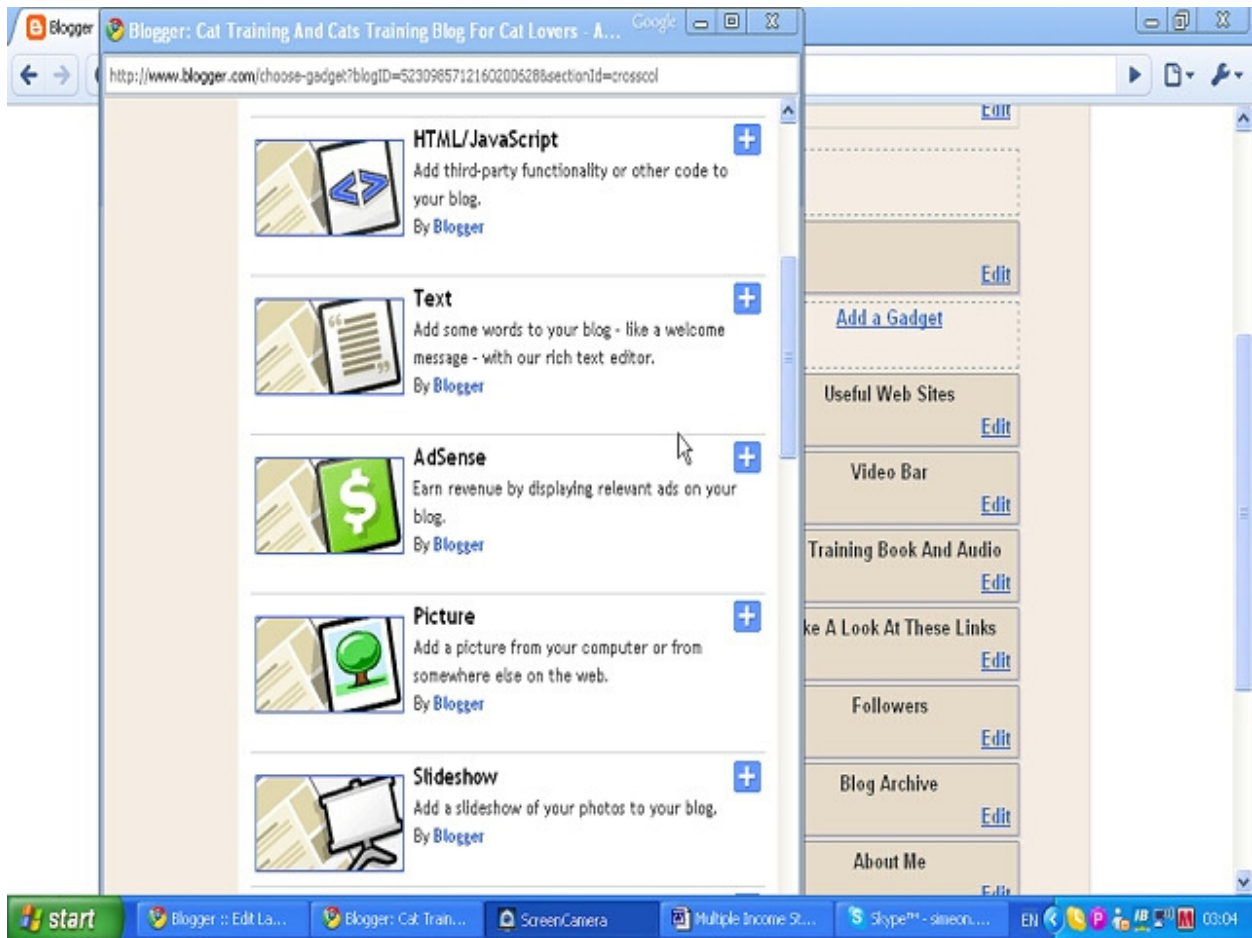 Blogger
Blogger: Cat Training And Cats Training Blog For Cat Lovers - A...
Google
http://www.blogger.com/choose-gadget?blogID=5230985712160200628&sectionId=crosscol
HTML/JavaScript
Add third-party functionality or other code to
your blog.
By Blogger
Text
Add some words to your blog - like a welcome
message - with our rich text editor.
By Blogger
AdSense
Earn revenue by displaying relevant ads on your
blog.
By Blogger
Picture
Add a picture from your computer or from
somewhere else on the web.
By Blogger
Slideshow
Add a slideshow of your photos to your blog.
By Blogger
Edit
Edit
Add a Gadget
Useful Web Sites
Edit
Video Bar
Edit
Training Book And Audio
Edit
ke A Look At These Links
Edit
Followers
Edit
Blog Archive
Edit
About Me
Edit
start
Blogger :: Edit La...
Blogger: Cat Train...
ScreenCamera
Multiple Income St...
Skype™ - simeon....
EN
03:04